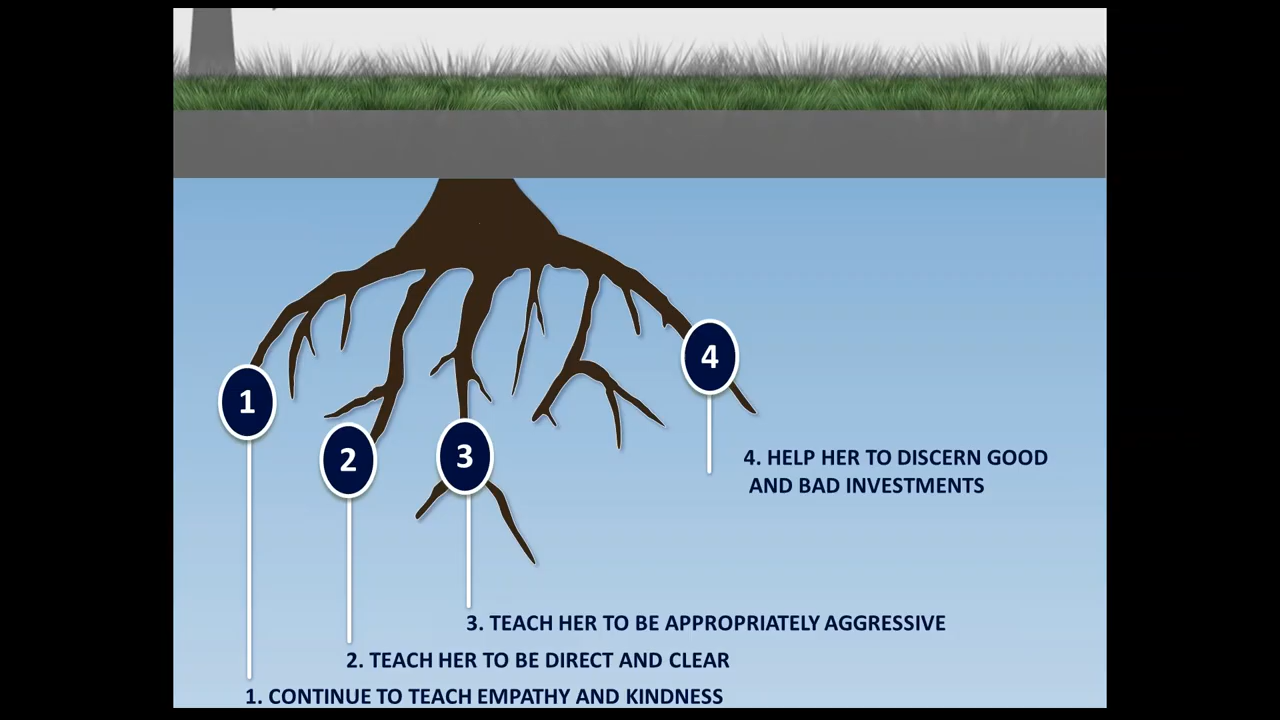 1
2
3
4
4. HELP HER TO DISCERN GOOD
AND BAD INVESTMENTS
3. TEACH HER TO BE APPROPRIATELY AGGRESSIVE
2. TEACH HER TO BE DIRECT AND CLEAR
1. CONTINUE TO TEACH EMPATHY AND KINDNESS